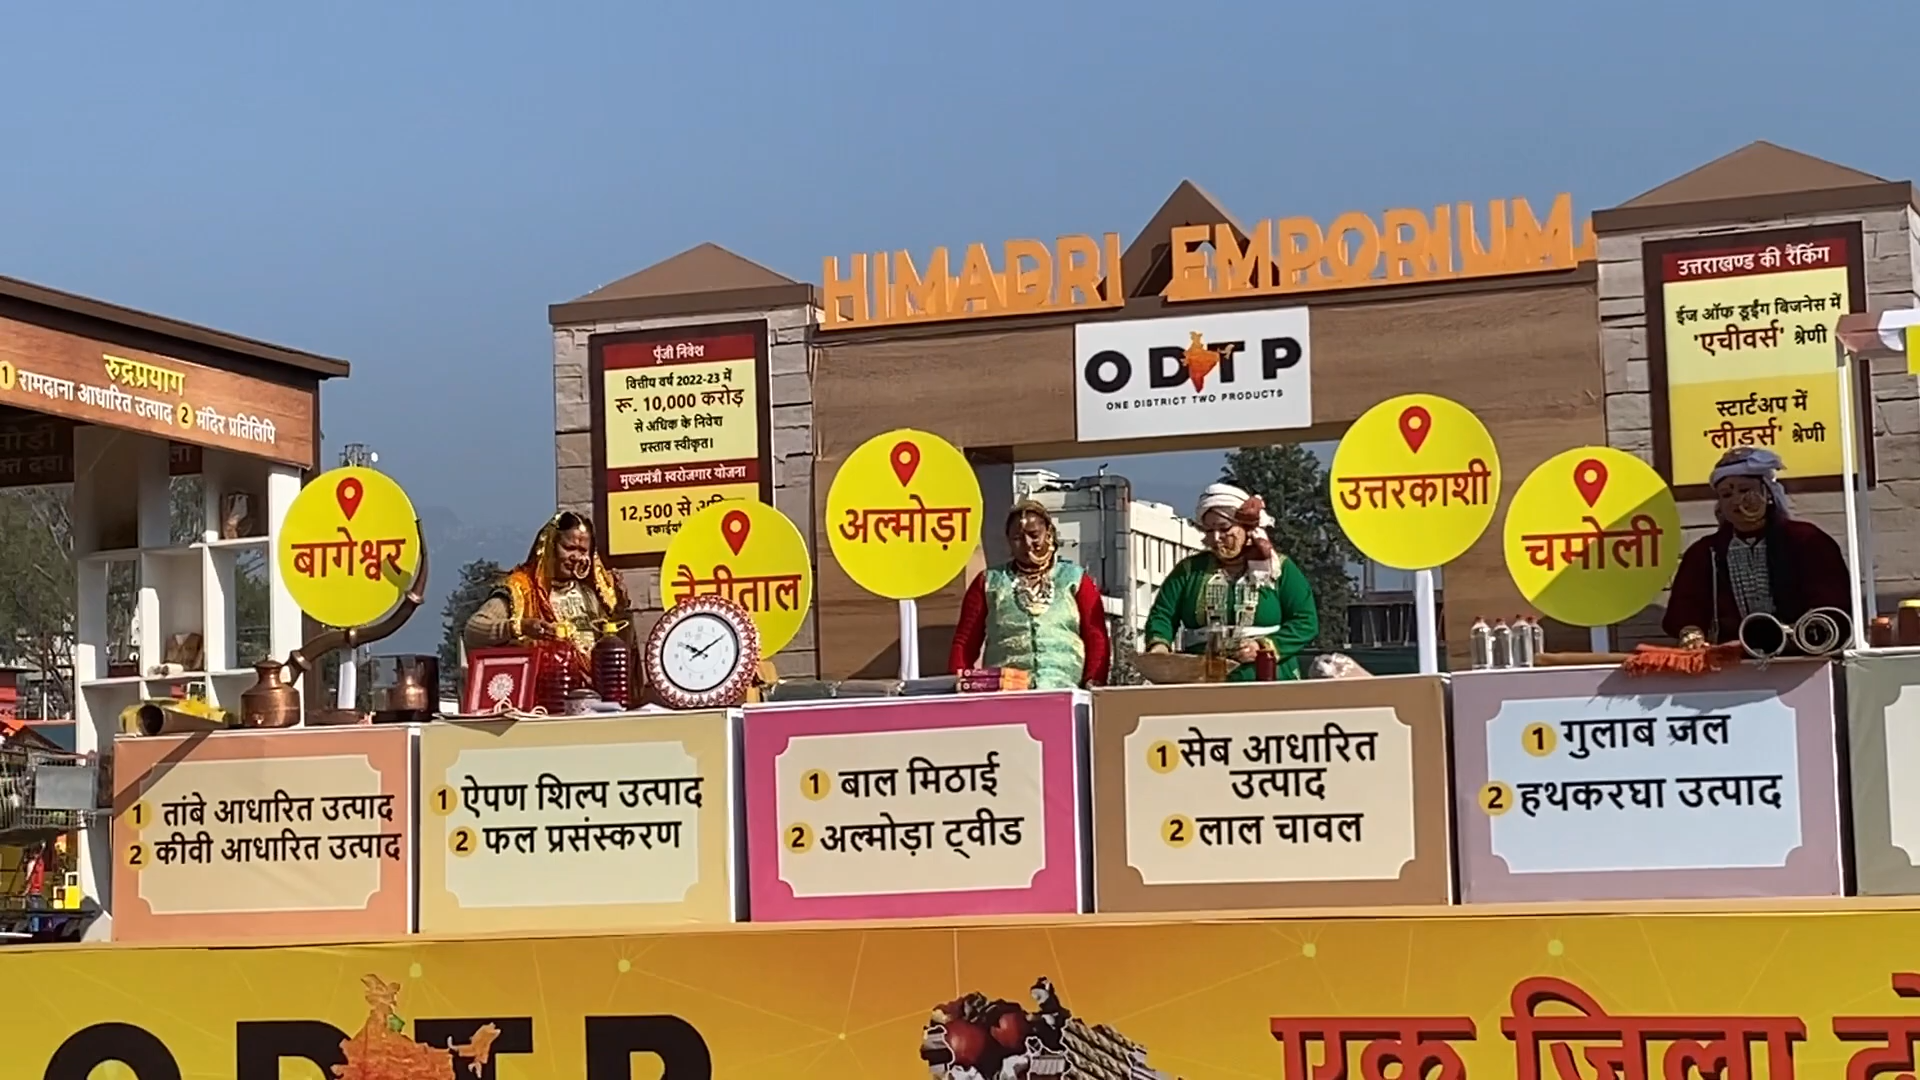 HIMADRI EMPORIUM
O D T P
ONE DISTRICT TWO PRODUCTS
रुद्रप्रयाग
1 रामदाना आधारित उत्पाद 2 मंदिर प्रतिलिपि
पूँजी निवेश
वित्तीय वर्ष 2022-23 में
रू. 10,000 करोड़
से अधिक के निवेश
प्रस्ताव स्वीकृत।
मुख्यमंत्री स्वरोजगार योजना
12,500 से
उत्तराखण्ड की रैंकिंग
ईज ऑफ डूईंग बिजनेस में
'एचीवर्स' श्रेणी
स्टार्टअप में
'लीडर्स' श्रेणी
बागेश्वर
नैनीताल
अल्मोड़ा
उत्तरकाशी
चमोली
1 तांबे आधारित उत्पाद
2 कीवी आधारित उत्पाद
1 ऐपण शिल्प उत्पाद
2 फल प्रसंस्करण
1 बाल मिठाई
2 अल्मोड़ा ट्वीड
1 सेब आधारित
उत्पाद
2 लाल चावल
1 गुलाब जल
2 हथकरघा उत्पाद
O D T P
एक जिला